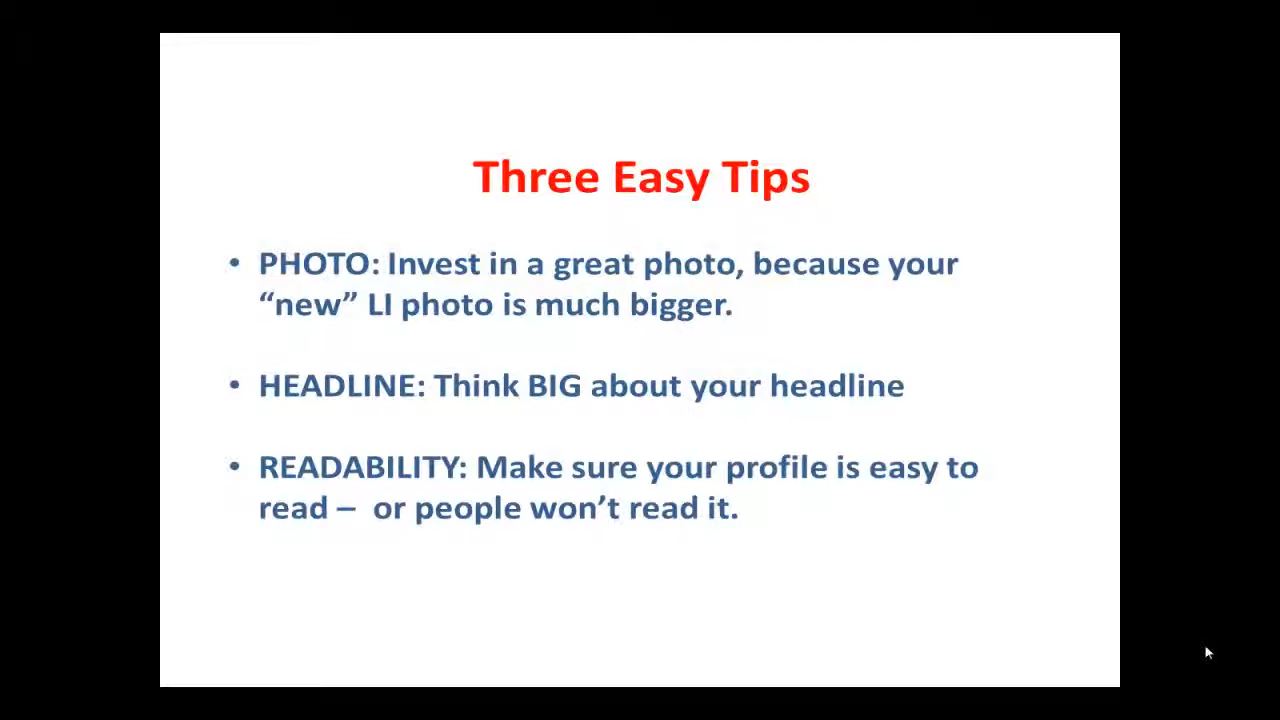 Three Easy Tips
• PHOTO: Invest in a great photo, because your
“new” LI photo is much bigger.
• HEADLINE: Think BIG about your headline
• READABILITY: Make sure your profile is easy to
read –  or people won’t read it.